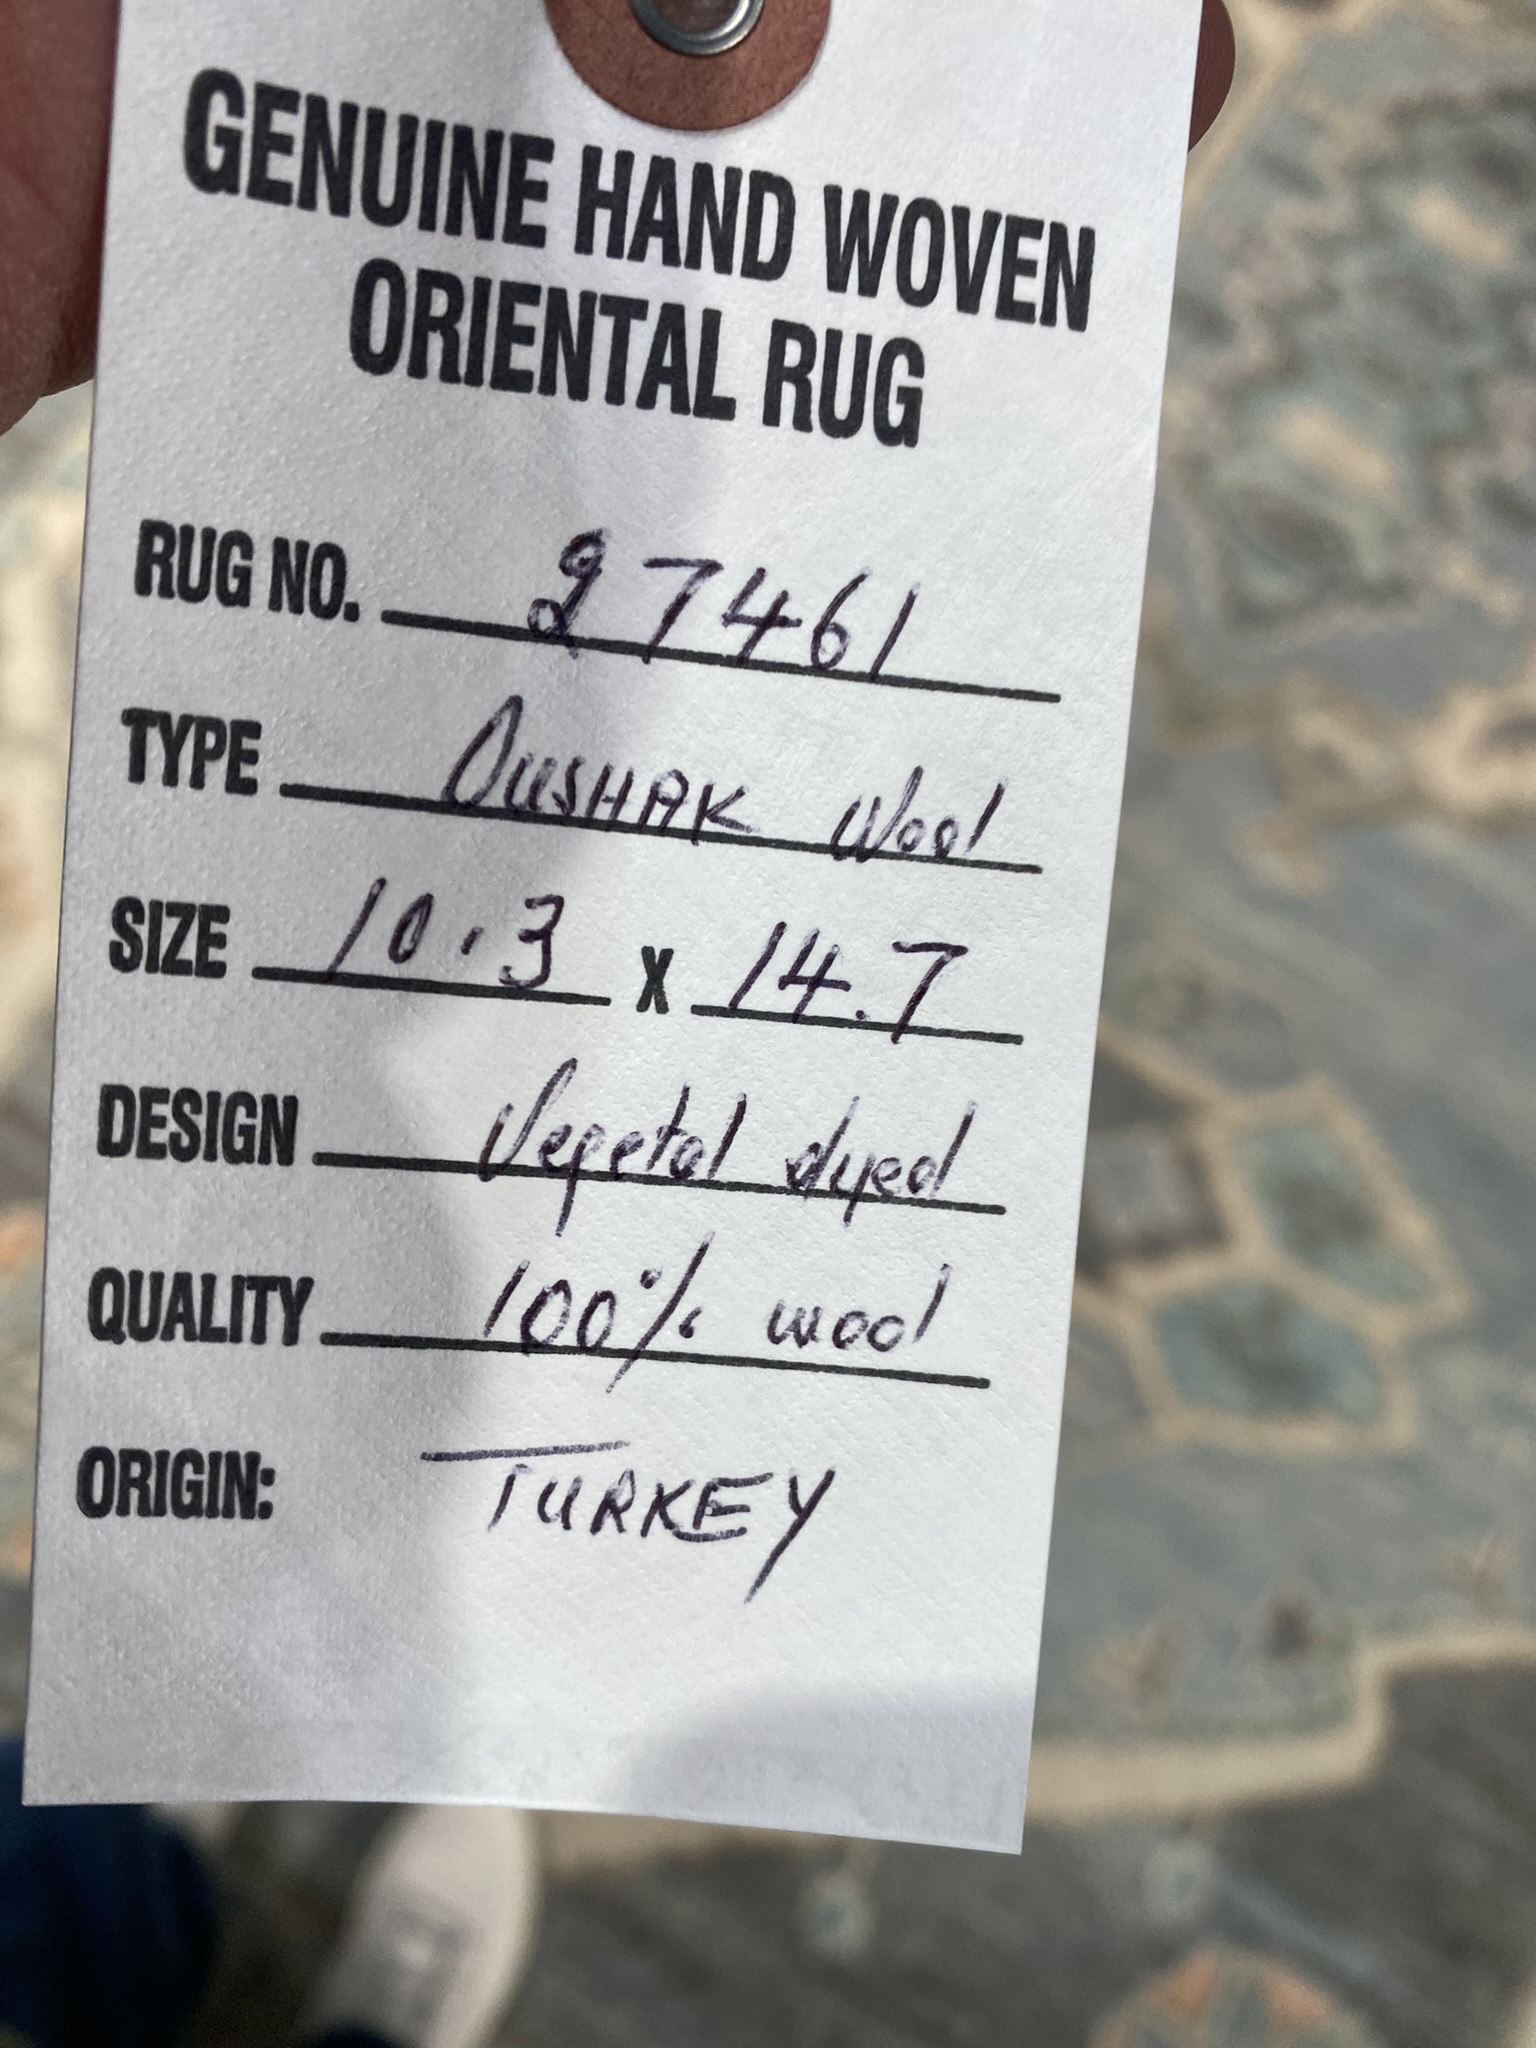 GENUINE HAND WOVEN
ORIENTAL RUG
RUG NO. 27461
TYPE OUSHAK Wool
SIZE 10.3 X 14.7
DESIGN Vegetal dyed
QUALITY 100% wool
ORIGIN: TURKEY